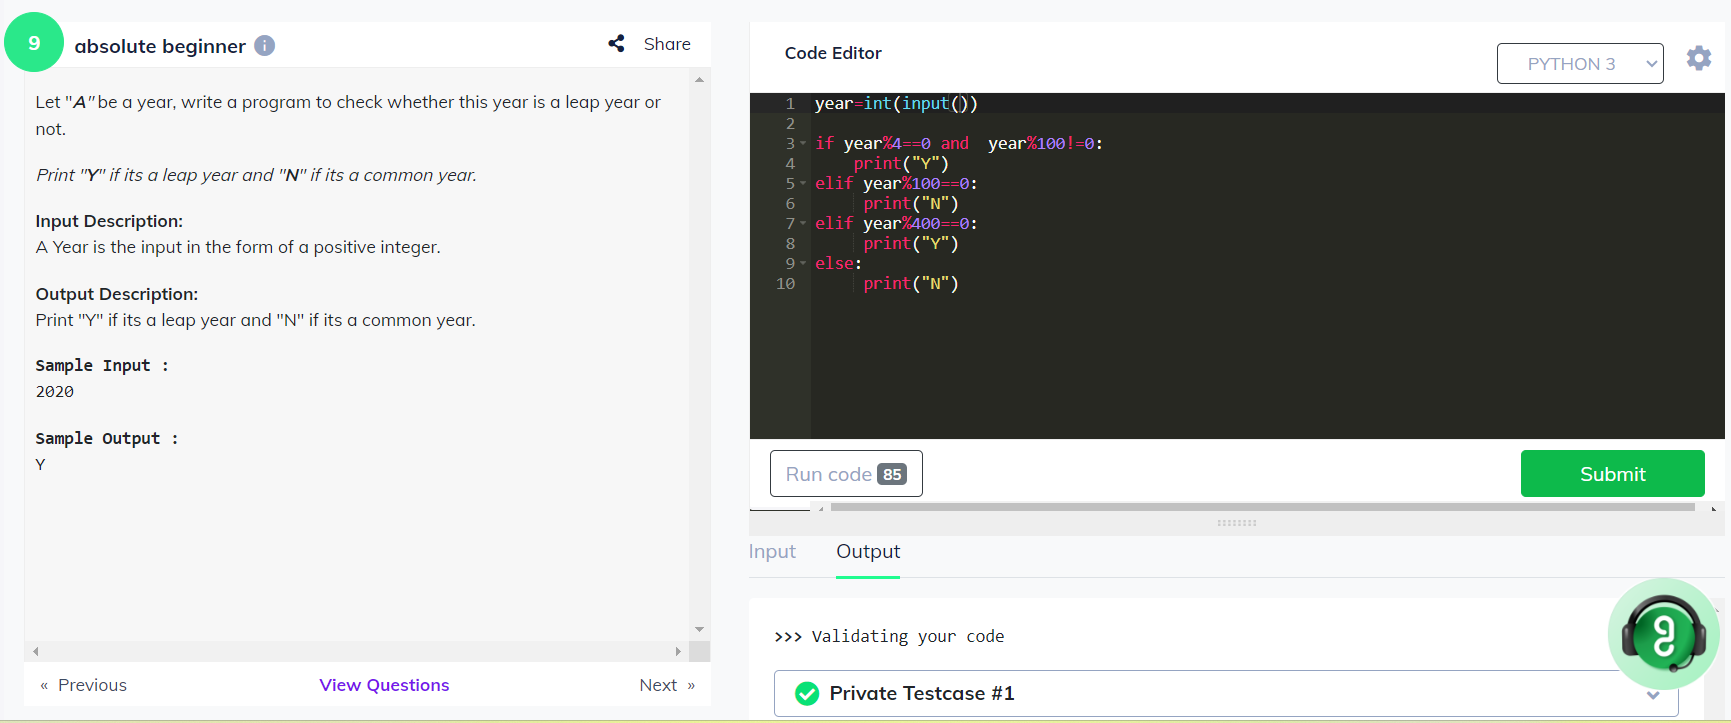 9
absolute beginner
i
Share
Let "A" be a year, write a program to check whether this year is a leap year or
not.
Print "Y" if its a leap year and "N" if its a common year.
Input Description:
A Year is the input in the form of a positive integer.
Output Description:
Print "Y" if its a leap year and "N" if its a common year.
Sample Input :
2020
Sample Output :
Y
« Previous
View Questions
Next »
Code Editor
PYTHON 3
1 year=int(input())
2
3 if year%4==0 and  year%100!=0:
4     print("Y")
5 elif year%100==0:
6      print("N")
7 elif year%400==0:
8      print("Y")
9 else:
10      print("N")
Run code 85
Submit
Input
Output
>>> Validating your code
Private Testcase #1